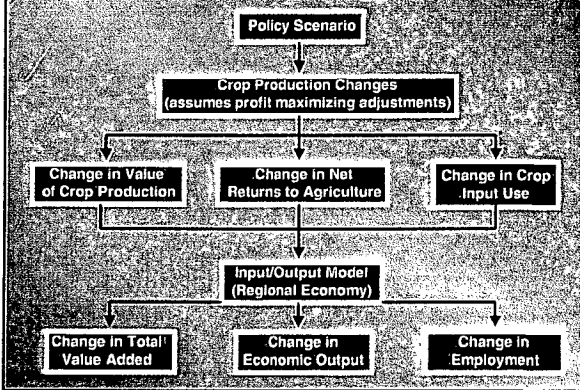 Policy Scenario
Crop Production Changes
(assumes profit maximizing adjustments)
Change in Value
of Crop Production
Change in Net
Returns to Agriculture
Change in Crop
Input Use
Input/Output Model
(Regional Economy)
Change in Total
Value Added
Change in
Economic Output
Change in
Employment